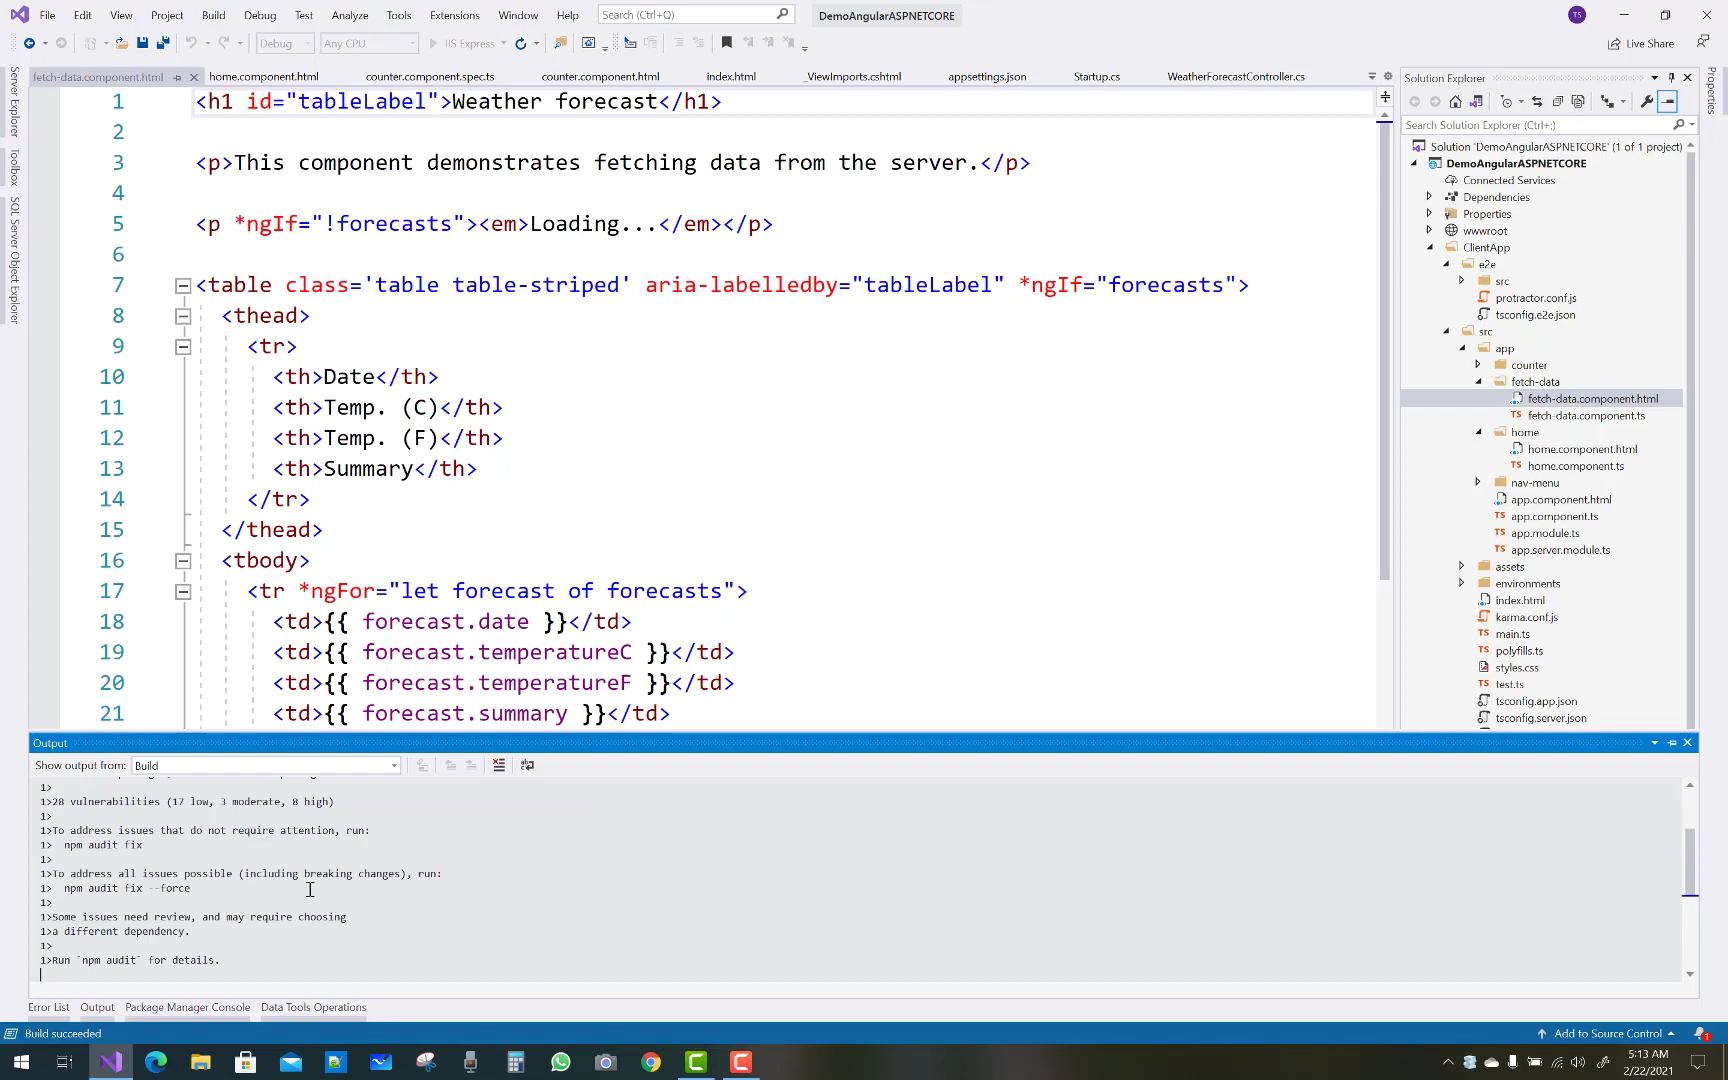 File Edit View Project Build Debug Test Analyze Tools Extensions Window Help Search (Ctrl+Q) DemoAngularASPNETCORE TS
Debug Any CPU IIS Express Live Share
fetch-data.component.html home.component.html counter.component.spec.ts counter.component.html index.html _ViewImports.cshtml appsettings.json Startup.cs WeatherForecastController.cs
Server Explorer
Toolbox
SQL Server Object Explorer
1 <h1 id="tableLabel">Weather forecast</h1>
2
3 <p>This component demonstrates fetching data from the server.</p>
4
5 <p *ngIf="!forecasts"><em>Loading...</em></p>
6
7 <table class='table table-striped' aria-labelledby="tableLabel" *ngIf="forecasts">
8 <thead>
9 <tr>
10 <th>Date</th>
11 <th>Temp. (C)</th>
12 <th>Temp. (F)</th>
13 <th>Summary</th>
14 </tr>
15 </thead>
16 <tbody>
17 <tr *ngFor="let forecast of forecasts">
18 <td>{{ forecast.date }}</td>
19 <td>{{ forecast.temperatureC }}</td>
20 <td>{{ forecast.temperatureF }}</td>
21 <td>{{ forecast.summary }}</td>
Solution Explorer
Search Solution Explorer (Ctrl+;)
Solution 'DemoAngularASPNETCORE' (1 of 1 project)
DemoAngularASPNETCORE
Connected Services
Dependencies
Properties
wwwroot
ClientApp
e2e
src
protractor.conf.js
tsconfig.e2e.json
src
app
counter
fetch-data
fetch-data.component.html
TS fetch-data.component.ts
home
home.component.html
TS home.component.ts
nav-menu
app.component.html
TS app.component.ts
TS app.module.ts
TS app.server.module.ts
assets
environments
index.html
karma.conf.js
TS main.ts
TS polyfills.ts
styles.css
TS test.ts
tsconfig.app.json
tsconfig.server.json
Properties
Output
Show output from: Build
1>
1>28 vulnerabilities (17 low, 3 moderate, 8 high)
1>
1>To address issues that do not require attention, run:
1> npm audit fix
1>
1>To address all issues possible (including breaking changes), run:
1> npm audit fix --force
1>
1>Some issues need review, and may require choosing
1>a different dependency.
1>
1>Run `npm audit` for details.
Error List Output Package Manager Console Data Tools Operations
Build succeeded Add to Source Control 1
5:13 AM
2/22/2021